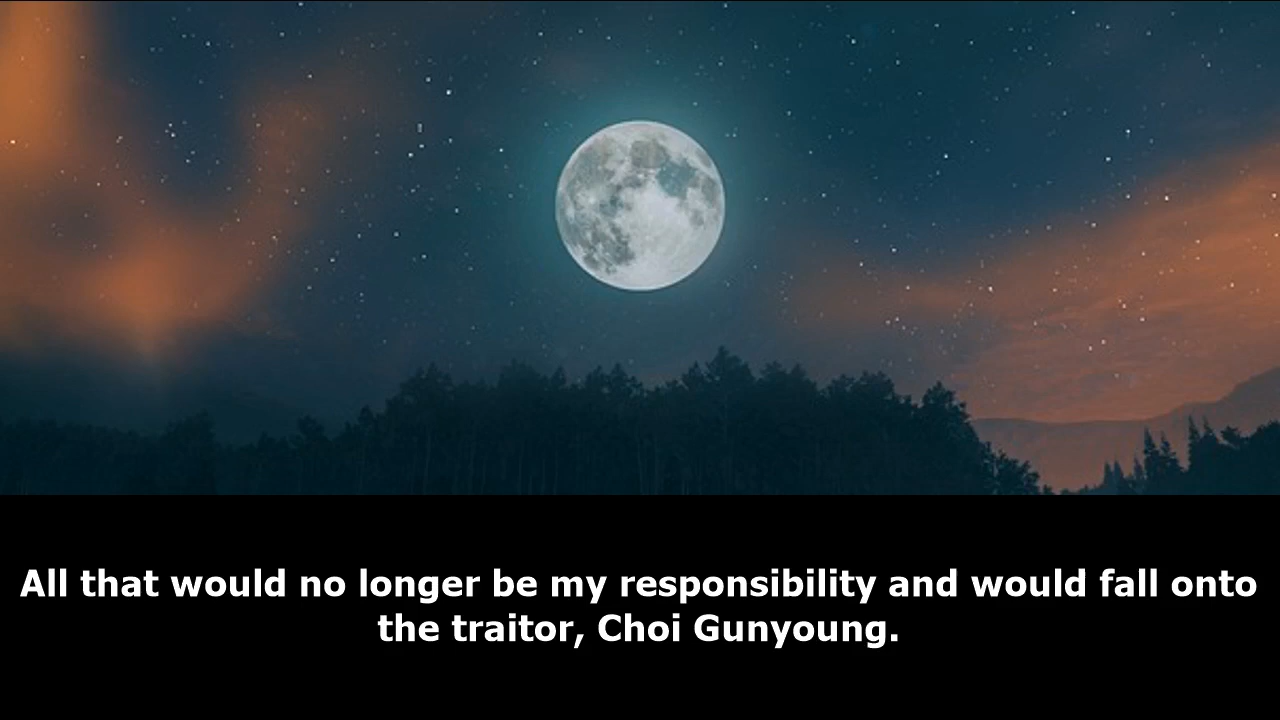 All that would no longer be my responsibility and would fall onto
the traitor, Choi Gunyoung.